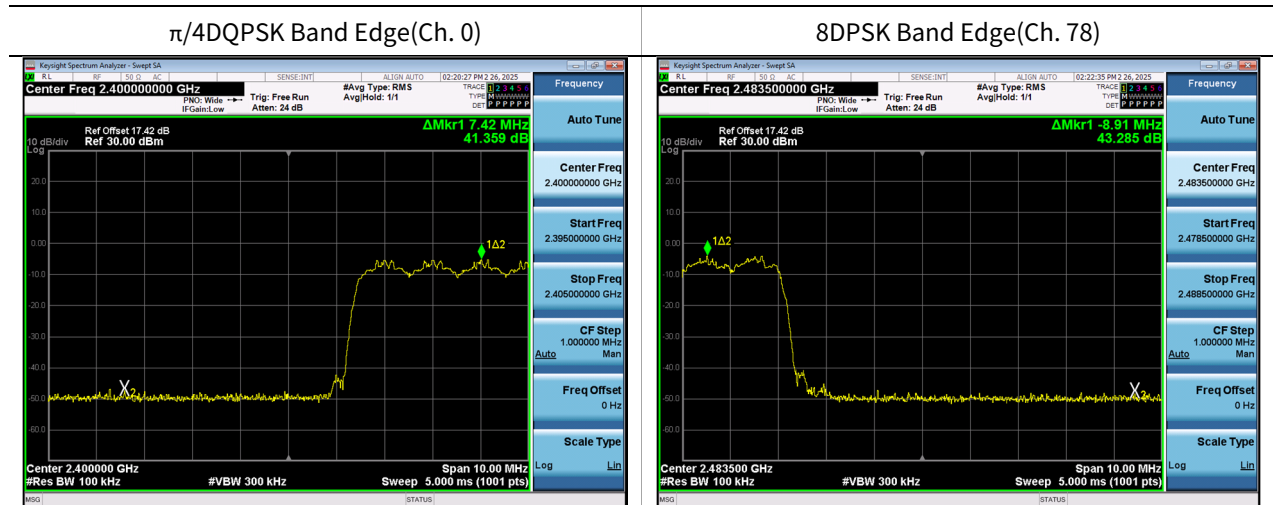 π/4DQPSK Band Edge(Ch. 0)
8DPSK Band Edge(Ch. 78)
Keysight Spectrum Analyzer - Swept SA
RL RF 50 Ω AC SENSE:INT ALIGN AUTO 02:20:27 PM 2 26, 2025
Center Freq 2.400000000 GHz
PNO: Wide
IFGain:Low
Trig: Free Run
Atten: 24 dB
#Avg Type: RMS
Avg|Hold: 1/1
TRACE 1 2 3 4 5 6
TYPE M W W W W W
DET P P P P P P
ΔMkr1 7.42 MHz
41.359 dB
Ref Offset 17.42 dB
10 dB/div Ref 30.00 dBm
Log
20.0
10.0
0.00
-10.0
-20.0
-30.0
-40.0
-50.0
-60.0
1Δ2
X2
Center 2.400000 GHz Span 10.00 MHz
#Res BW 100 kHz #VBW 300 kHz Sweep 5.000 ms (1001 pts)
MSG STATUS
Frequency
Auto Tune
Center Freq
2.400000000 GHz
Start Freq
2.395000000 GHz
Stop Freq
2.405000000 GHz
CF Step
1.000000 MHz
Auto Man
Freq Offset
0 Hz
Scale Type
Log Lin
Keysight Spectrum Analyzer - Swept SA
RL RF 50 Ω AC SENSE:INT ALIGN AUTO 02:22:35 PM 2 26, 2025
Center Freq 2.483500000 GHz
PNO: Wide
IFGain:Low
Trig: Free Run
Atten: 24 dB
#Avg Type: RMS
Avg|Hold: 1/1
TRACE 1 2 3 4 5 6
TYPE M W W W W W
DET P P P P P P
ΔMkr1 -8.91 MHz
43.285 dB
Ref Offset 17.42 dB
10 dB/div Ref 30.00 dBm
Log
20.0
10.0
0.00
-10.0
-20.0
-30.0
-40.0
-50.0
-60.0
1Δ2
X2
Center 2.483500 GHz Span 10.00 MHz
#Res BW 100 kHz #VBW 300 kHz Sweep 5.000 ms (1001 pts)
MSG STATUS
Frequency
Auto Tune
Center Freq
2.483500000 GHz
Start Freq
2.478500000 GHz
Stop Freq
2.488500000 GHz
CF Step
1.000000 MHz
Auto Man
Freq Offset
0 Hz
Scale Type
Log Lin